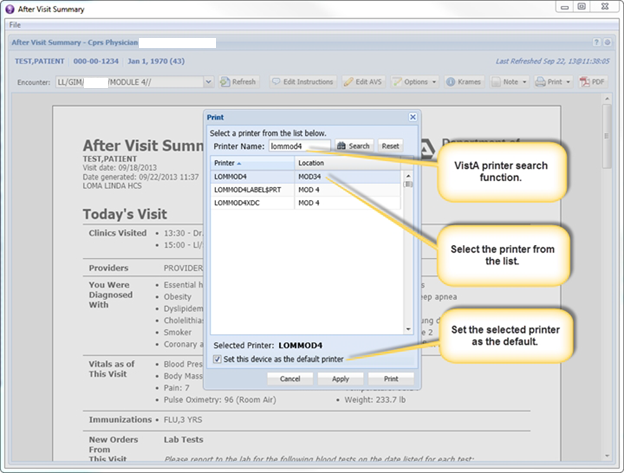 After Visit Summary
File
After Visit Summary - Cprs Physician
TEST,PATIENT 000-00-1234 Jan 1, 1970 (43) Last Refreshed Sep 22, 13@11:38:05
Encounter: LL/GIM/ /MODULE 4// Refresh Edit Instructions Edit AVS Options Krames Note Print PDF
Print
Select a printer from the list below.
Printer Name: lommod4 Search Reset
Printer Location
LOMMOD4 MOD34
LOMMOD4LABEL$PRT MOD 4
LOMMOD4XDC MOD 4
Selected Printer: LOMMOD4
Set this device as the default printer
Cancel Apply Print
VistA printer search
function.
Select the printer from
the list.
Set the selected printer
as the default.
After Visit Summ
TEST,PATIENT
Visit date: 09/18/2013
Date generated: 09/22/2013 11:37
LOMA LINDA HCS
Today's Visit
Clinics Visited • 13:30 - Dr.
• 15:00 - LI/
Providers PROVIDER
You Were
Diagnosed
With
• Essential h
• Obesity
• Dyslipidem
• Cholelithia
• Smoker
• Coronary a
eep apnea
Vitals as of
This Visit
• Blood Pres
• Body Mass
• Pain: 7
• Pulse Oximetry: 96 (Room Air) • Weight: 233.7 lb
Immunizations • FLU,3 YRS
New Orders
From
This Visit
Lab Tests
Please report to the lab for the following blood tests on the date listed for each test: